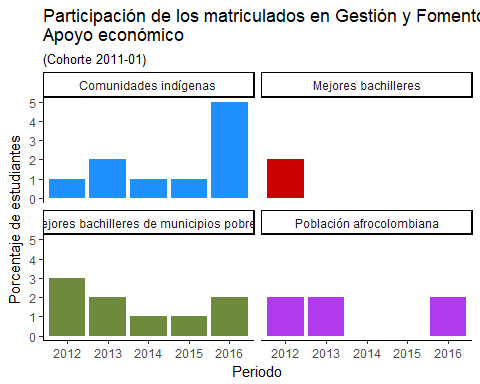 Participación de los matriculados en Gestión y Fomento
Apoyo económico
(Cohorte 2011-01)
Comunidades indígenas
Mejores bachilleres
5
4
3
2
1
0
ejores bachilleres de municipios pobre
Población afrocolombiana
5
4
3
2
1
0
Porcentaje de estudiantes
2012 2013 2014 2015 2016
2012 2013 2014 2015 2016
Periodo